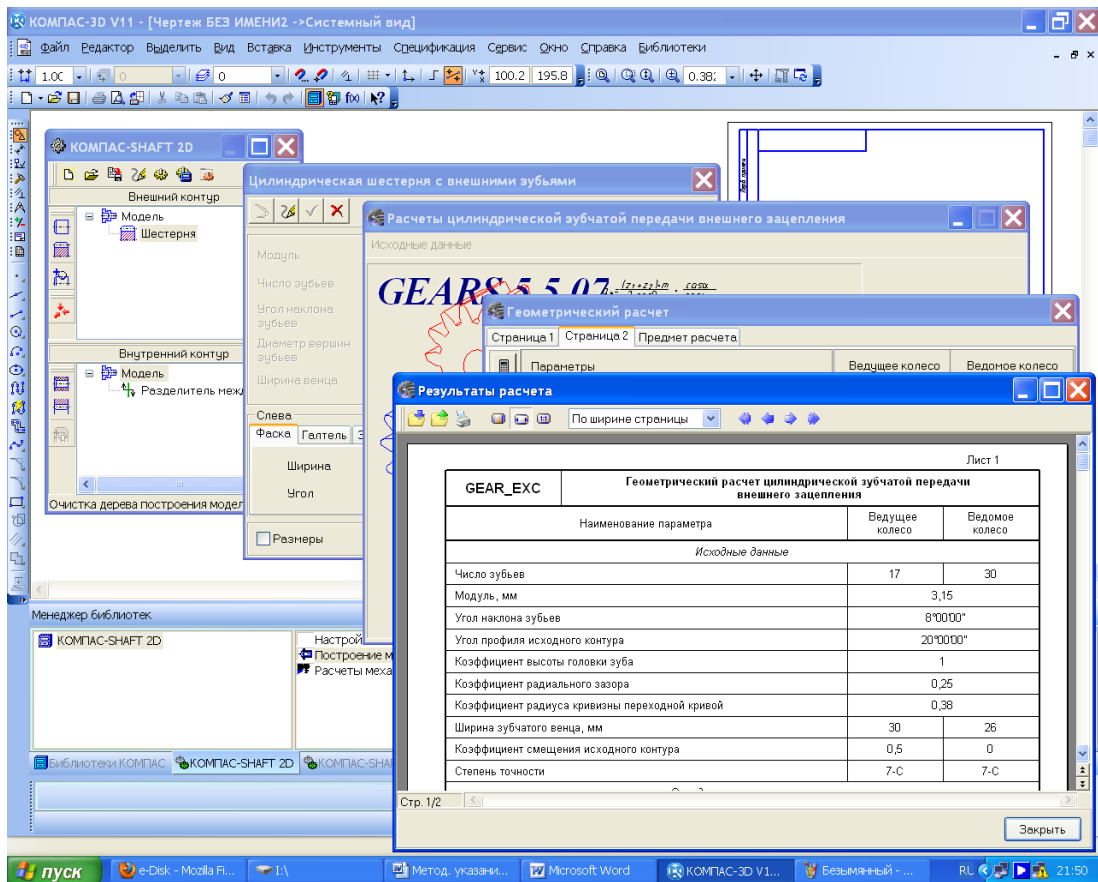 КОМПАС-3D V11 - [Чертеж БЕЗ ИМЕНИ2 ->Системный вид]
Файл Редактор Выделить Вид Вставка Инструменты Спецификация Сервис Окно Справка Библиотеки
1.0 0 0 100.2 195.8 0.38
КОМПАС-SHAFT 2D
Внешний контур
Модель
Шестерня
Внутренний контур
Модель
Разделитель меж
Очистка дерева построения модел
Цилиндрическая шестерня с внешними зубьями
Модуль
Число зубьев
Угол наклона
зубьев
Диаметр вершин
зубьев
Ширина венца
Слева
Фаска Галтель
Ширина
Угол
Размеры
Расчеты цилиндрической зубчатой передачи внешнего зацепления
Исходные данные
GEARS 5.5.07
Геометрический расчет
Страница 1 Страница 2 Предмет расчета
Параметры Ведущее колесо Ведомое колесо
Результаты расчета
По ширине страницы
Лист 1
GEAR_EXC Геометрический расчет цилиндрической зубчатой передачи
внешнего зацепления
Наименование параметра Ведущее колесо Ведомое колесо
Исходные данные
Число зубьев 17 30
Модуль, мм 3,15
Угол наклона зубьев 8°00'00"
Угол профиля исходного контура 20°00'00"
Коэффициент высоты головки зуба 1
Коэффициент радиального зазора 0,25
Коэффициент радиуса кривизны переходной кривой 0,38
Ширина зубчатого венца, мм 30 26
Коэффициент смещения исходного контура 0,5 0
Степень точности 7-C 7-C
Стр. 1/2
Закрыть
Менеджер библиотек
КОМПАС-SHAFT 2D
Настрой
Построение м
Расчеты меха
Библиотеки КОМПАС КОМПАС-SHAFT 2D КОМПАС-SHA
пуск e-Disk - Mozilla Fi... I:\ Метод. указани... Microsoft Word КОМПАС-3D V1... Безымянный - ... RL 21:50